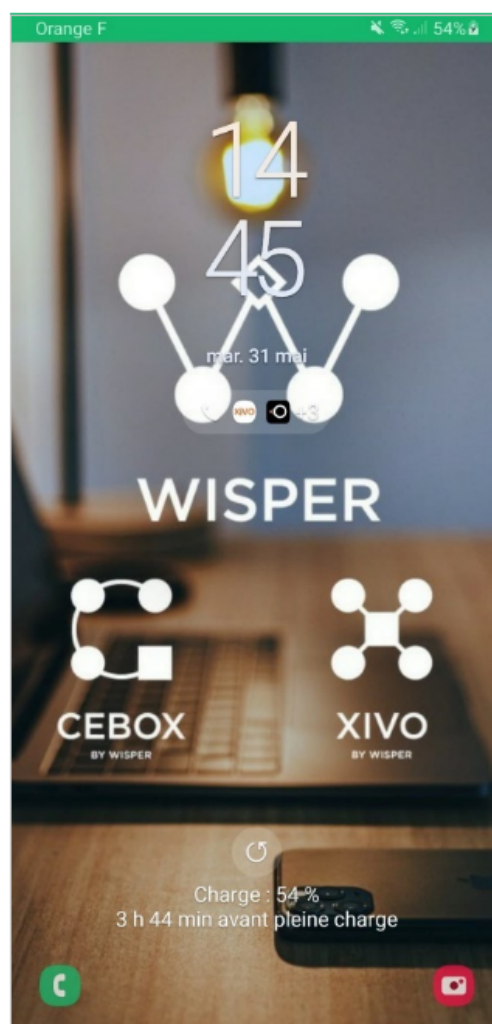 Orange F 54%
14
45
mar. 31 mai
XIVO +3
WISPER
CEBOX XIVO
BY WISPER BY WISPER
Charge : 54 %
3 h 44 min avant pleine charge